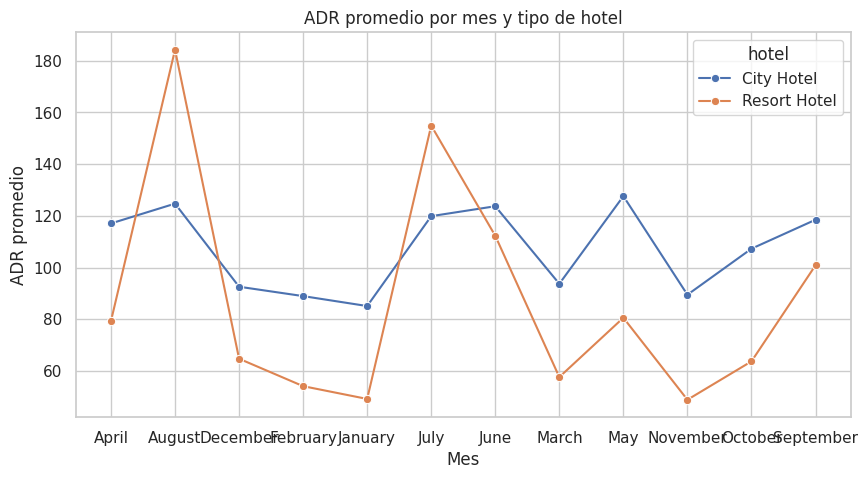 ADR promedio por mes y tipo de hotel
hotel
City Hotel
Resort Hotel
ADR promedio
180
160
140
120
100
80
60
April August December February January July June March May November October September
Mes